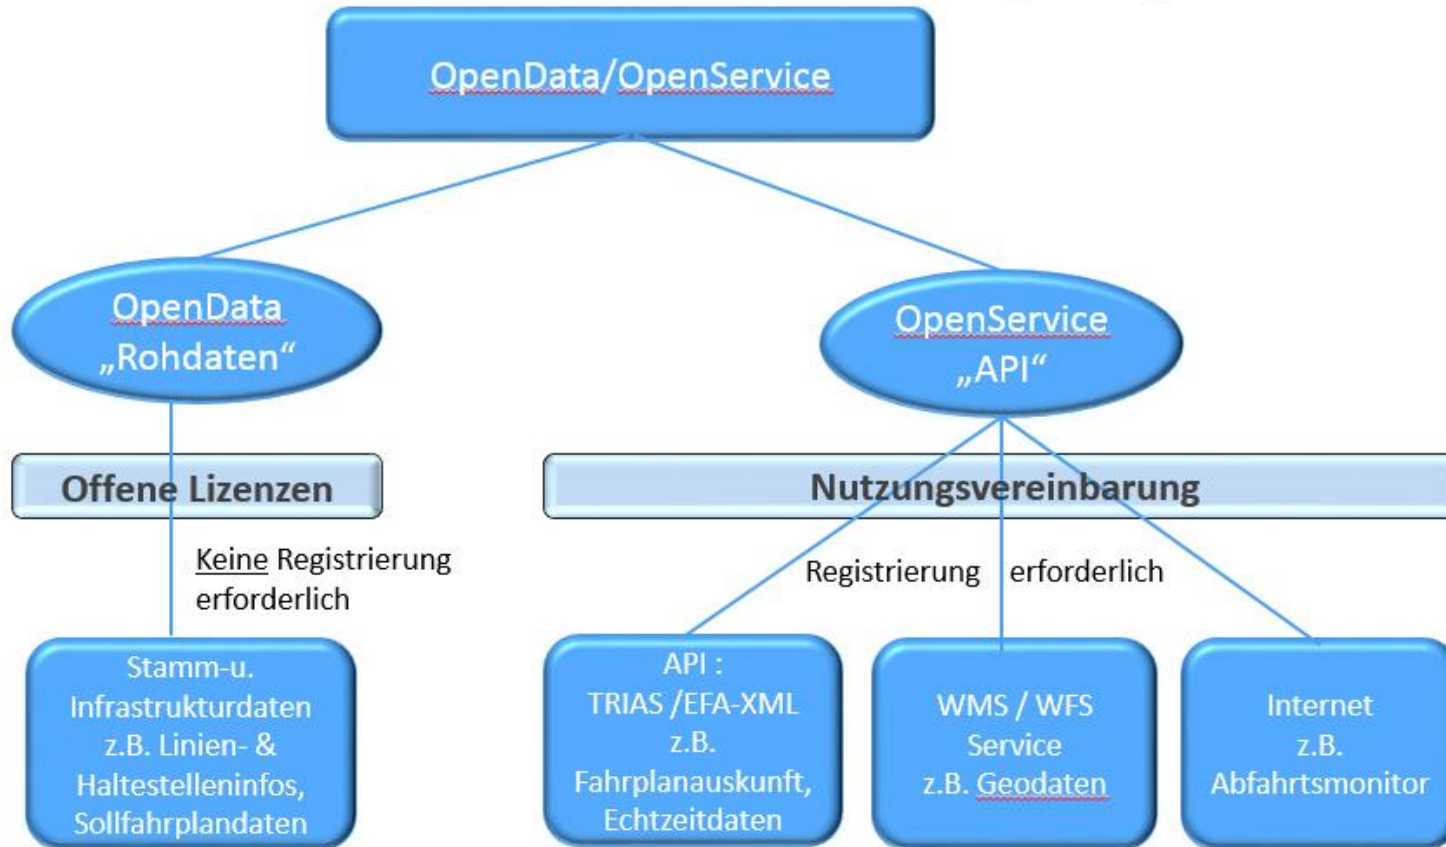 OpenData/OpenService
OpenData
„Rohdaten“
OpenService
„API“
Offene Lizenzen
Nutzungsvereinbarung
Keine Registrierung
erforderlich
Registrierung erforderlich
Stamm-u.
Infrastrukturdaten
z.B. Linien- &
Haltestelleninfos,
Sollfahrplandaten
API :
TRIAS /EFA-XML
z.B.
Fahrplanauskunft,
Echtzeitdaten
WMS / WFS
Service
z.B. Geodaten
Internet
z.B.
Abfahrtsmonitor